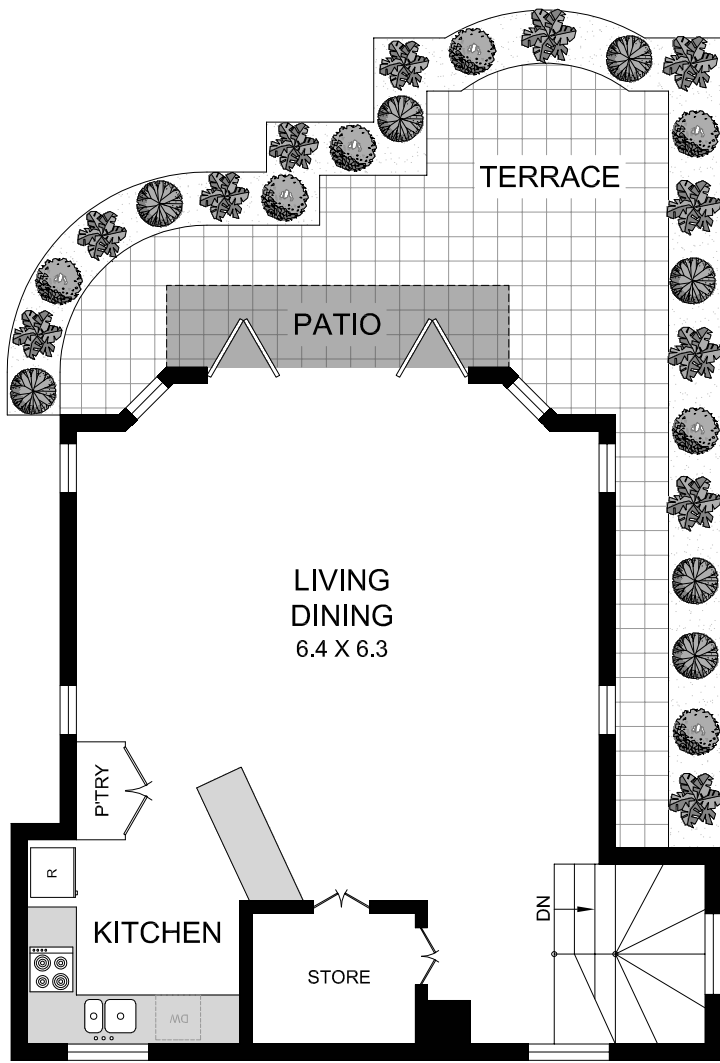 TERRACE
PATIO
LIVING
DINING
6.4 X 6.3
P'TRY
R
DN
KITCHEN
STORE
DW